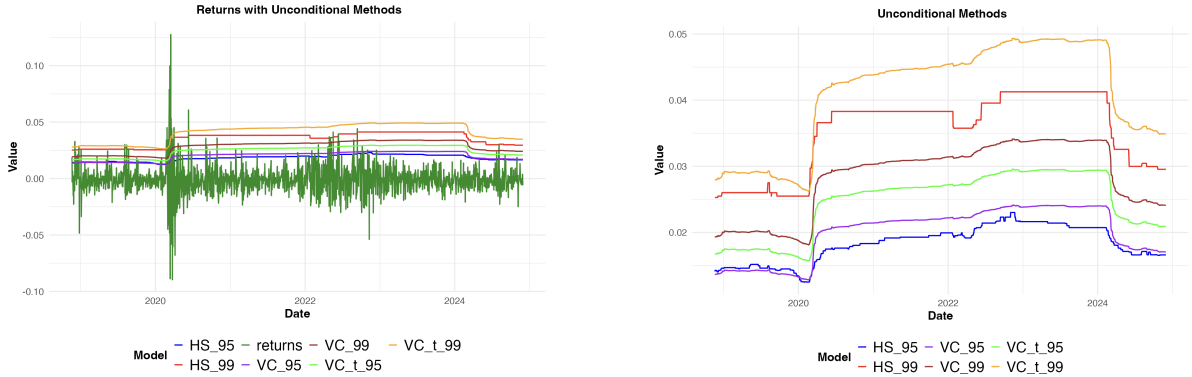 Returns with Unconditional Methods
Value
0.10
0.05
0.00
-0.05
-0.10
2020 2022 2024
Date
Model HS_95 returns VC_99 VC_t_99
HS_99 VC_95 VC_t_95
Unconditional Methods
Value
0.05
0.04
0.03
0.02
2020 2022 2024
Date
Model HS_95 VC_95 VC_t_95
HS_99 VC_99 VC_t_99